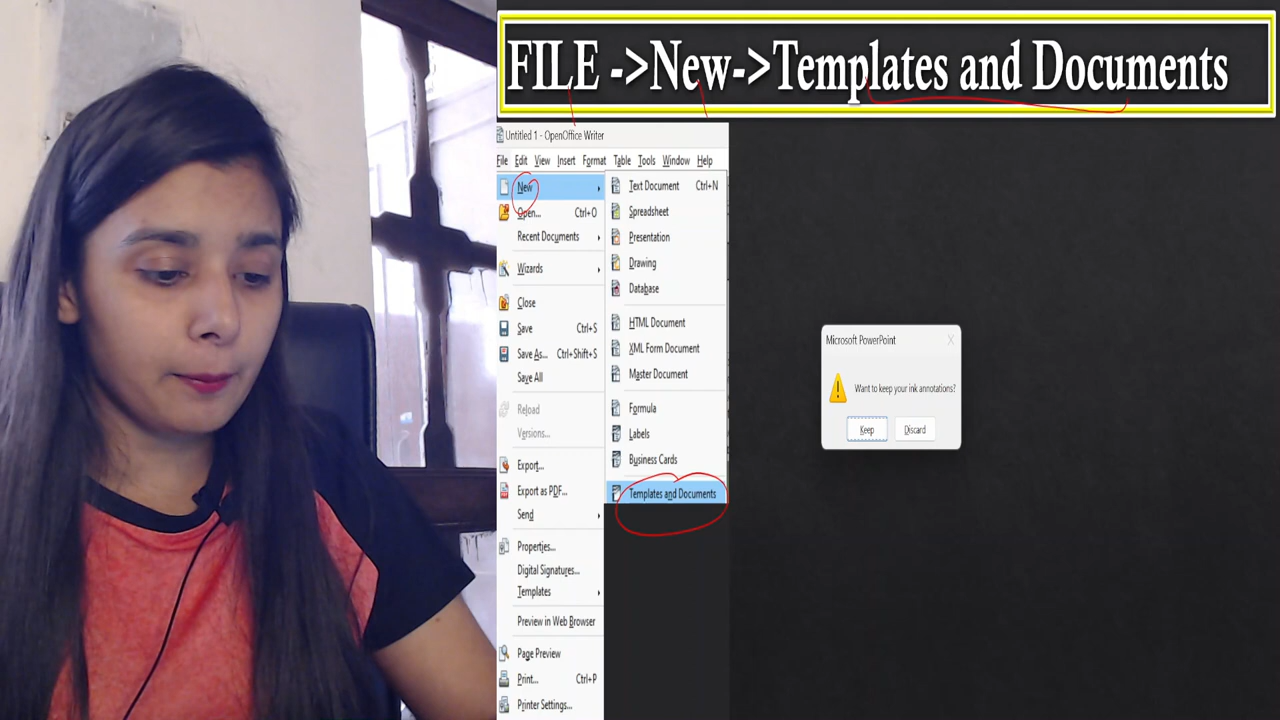 FILE ->New->Templates and Documents
Untitled 1 - OpenOffice Writer
File Edit View Insert Format Table Tools Window Help
New
Open... Ctrl+O
Recent Documents
Wizards
Close
Save Ctrl+S
Save As... Ctrl+Shift+S
Save All
Reload
Versions...
Export...
Export as PDF...
Send
Properties...
Digital Signatures...
Templates
Preview in Web Browser
Page Preview
Print... Ctrl+P
Printer Settings...
Text Document Ctrl+N
Spreadsheet
Presentation
Drawing
Database
HTML Document
XML Form Document
Master Document
Formula
Labels
Business Cards
Templates and Documents
Microsoft PowerPoint X
Want to keep your ink annotations?
Keep Discard